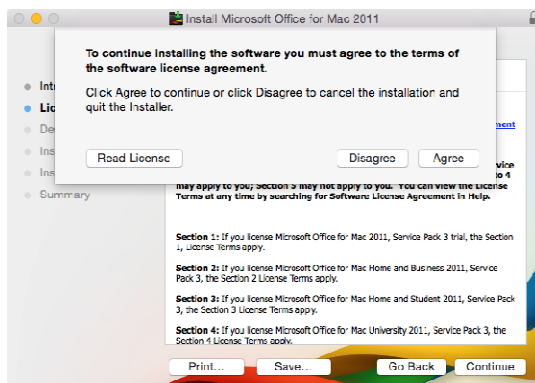 Install Microsoft Office for Mac 2011
To continue installing the software you must agree to the terms of
the software license agreement.
Click Agree to continue or click Disagree to cancel the installation and
quit the Installer.
Read License
Disagree
Agree
Summary
may apply to you; Section 5 may not apply to you. You can view the License
Terms at any time by searching for Software License Agreement in Help.
Section 1: If you license Microsoft Office for Mac 2011, Service Pack 3 trial, the Section
1, License Terms apply.
Section 2: If you license Microsoft Office for Mac Home and Business 2011, Service
Pack 3, the Section 2 License Terms apply.
Section 3: If you license Microsoft Office for Mac Home and Student 2011, Service Pack
3, the Section 3 License Terms apply.
Section 4: If you license Microsoft Office for Mac University 2011, Service Pack 3, the
Section 4 License Terms apply.
Print...
Save...
Go Back
Continue